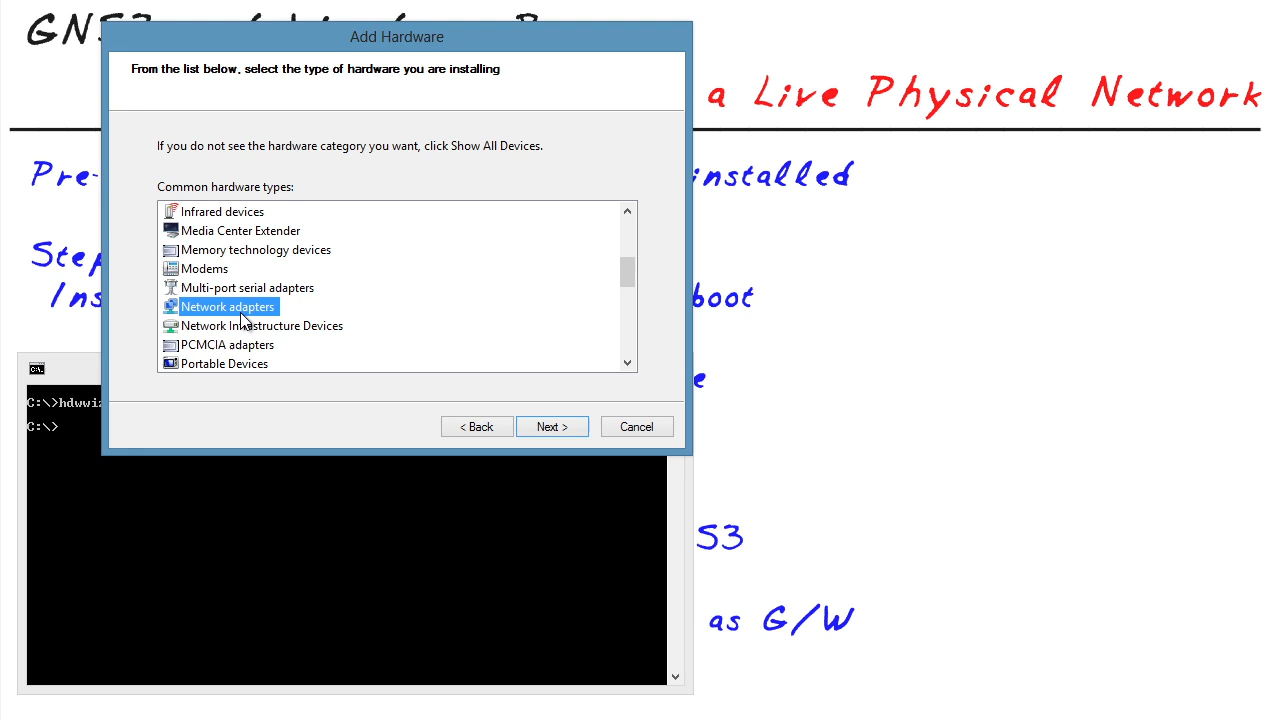 GNS3
a Live Physical Network
Pre- installed
Step
Ins boot
e
S3
as G/W
Add Hardware
From the list below, select the type of hardware you are installing
If you do not see the hardware category you want, click Show All Devices.
Common hardware types:
Infrared devices
Media Center Extender
Memory technology devices
Modems
Multi-port serial adapters
Network adapters
Network Infrastructure Devices
PCMCIA adapters
Portable Devices
< Back Next > Cancel
C:\.
C:\>hdwwiz
C:\>